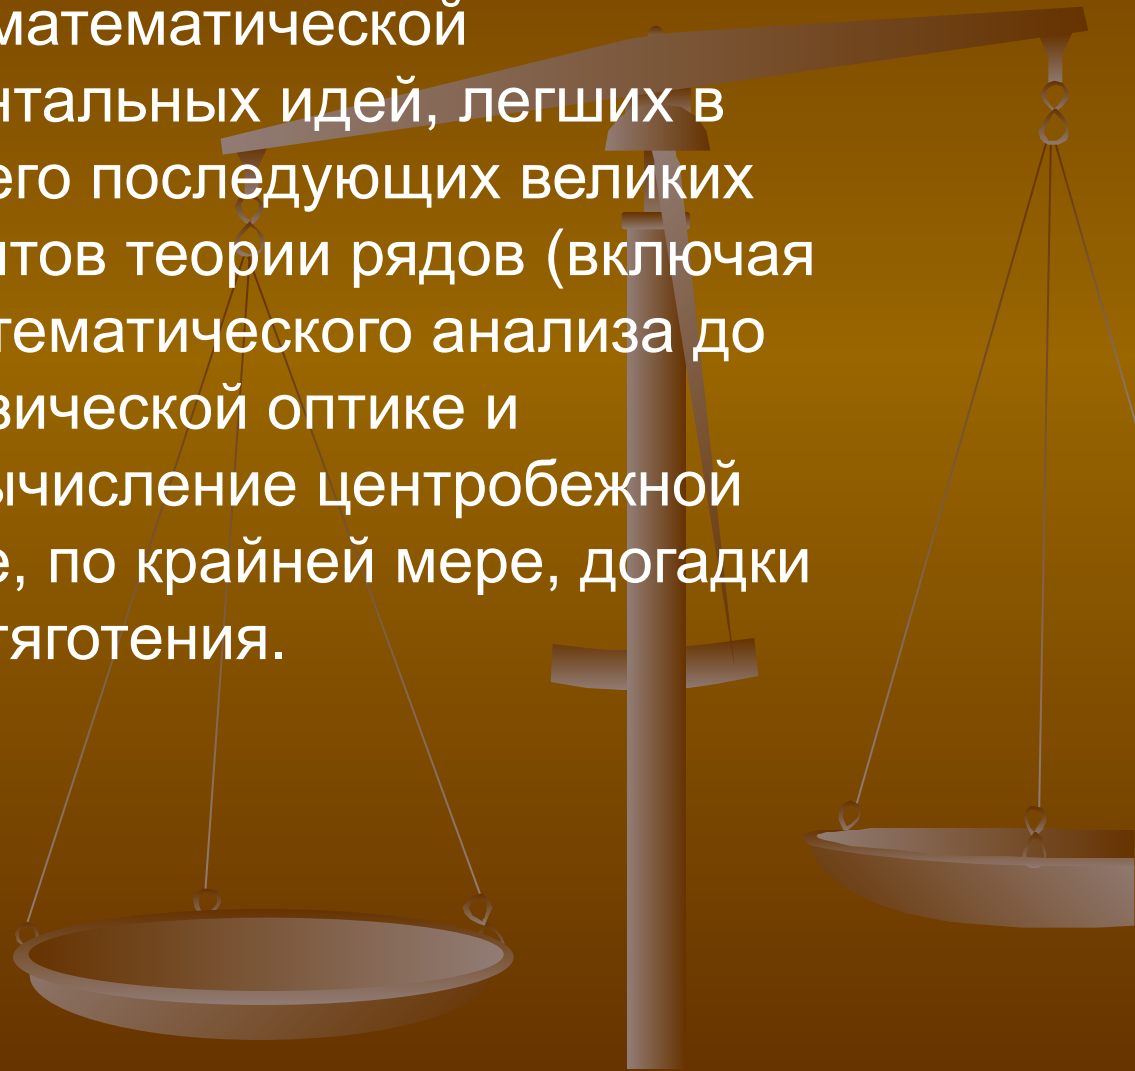 математической
нтальных идей, легших в
его последующих великих
нтов теории рядов (включая
тематического анализа до
зической оптике и
ычисление центробежной
е, по крайней мере, догадки
тяготения.